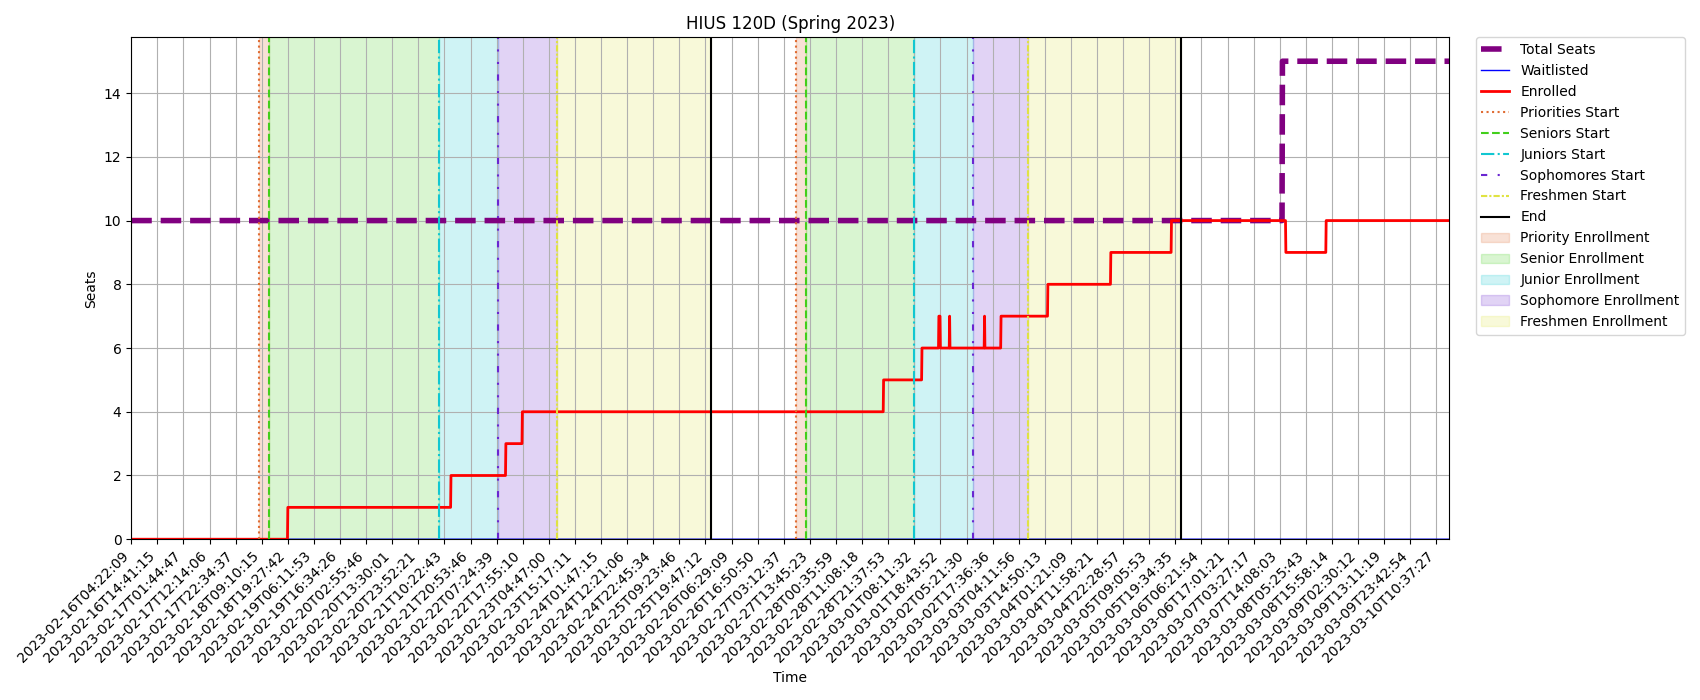 HIUS 120D (Spring 2023)
Seats
14
12
10
8
6
4
2
0
2023-02-16T04:22:09
2023-02-16T14:41:15
2023-02-17T01:44:47
2023-02-17T12:14:06
2023-02-17T22:34:37
2023-02-18T09:10:15
2023-02-18T19:27:42
2023-02-19T06:11:53
2023-02-19T16:34:26
2023-02-20T02:55:46
2023-02-20T13:30:01
2023-02-20T23:52:21
2023-02-21T10:22:43
2023-02-21T20:53:46
2023-02-22T07:24:39
2023-02-22T17:55:10
2023-02-23T04:47:00
2023-02-23T15:17:11
2023-02-24T01:47:15
2023-02-24T12:21:06
2023-02-24T22:45:34
2023-02-25T09:23:46
2023-02-25T19:47:12
2023-02-26T06:29:09
2023-02-26T16:50:50
2023-02-27T03:12:37
2023-02-27T13:45:23
2023-02-28T00:35:59
2023-02-28T11:08:18
2023-02-28T21:37:53
2023-03-01T08:11:32
2023-03-01T18:43:52
2023-03-02T05:21:30
2023-03-02T17:36:36
2023-03-03T04:11:56
2023-03-03T14:50:13
2023-03-04T01:21:09
2023-03-04T11:58:21
2023-03-04T22:28:57
2023-03-05T09:05:53
2023-03-05T19:34:35
2023-03-06T06:21:54
2023-03-06T17:01:21
2023-03-07T03:27:17
2023-03-07T14:08:03
2023-03-08T05:25:43
2023-03-08T15:58:14
2023-03-09T02:30:12
2023-03-09T13:11:19
2023-03-09T23:42:54
2023-03-10T10:37:27
Time
Total Seats
Waitlisted
Enrolled
Priorities Start
Seniors Start
Juniors Start
Sophomores Start
Freshmen Start
End
Priority Enrollment
Senior Enrollment
Junior Enrollment
Sophomore Enrollment
Freshmen Enrollment